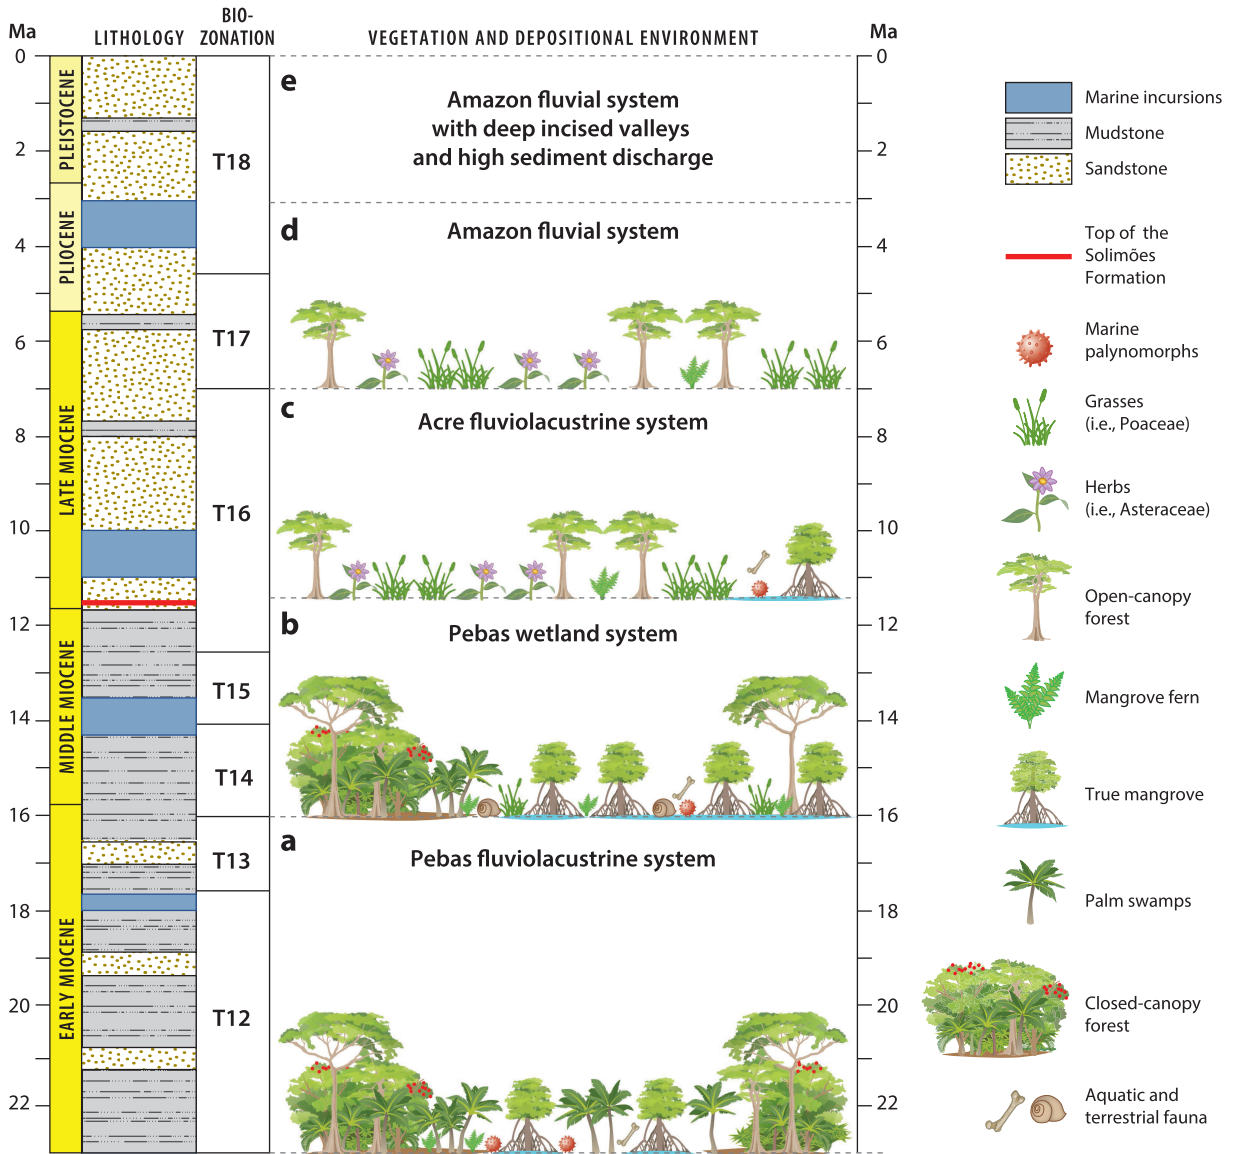 Ma
LITHOLOGY
BIO-
ZONATION
VEGETATION AND DEPOSITIONAL ENVIRONMENT
Ma
0
2
4
6
8
10
12
14
16
18
20
22
PLEISTOCENE
PLIOCENE
LATE MIOCENE
MIDDLE MIOCENE
EARLY MIOCENE
T18
T17
T16
T15
T14
T13
T12
e
Amazon fluvial system
with deep incised valleys
and high sediment discharge
d
Amazon fluvial system
c
Acre fluviolacustrine system
b
Pebas wetland system
a
Pebas fluviolacustrine system
0
2
4
6
8
10
12
14
16
18
20
22
Marine incursions
Mudstone
Sandstone
Top of the
Solimões
Formation
Marine
palynomorphs
Grasses
(i.e., Poaceae)
Herbs
(i.e., Asteraceae)
Open-canopy
forest
Mangrove fern
True mangrove
Palm swamps
Closed-canopy
forest
Aquatic and
terrestrial fauna